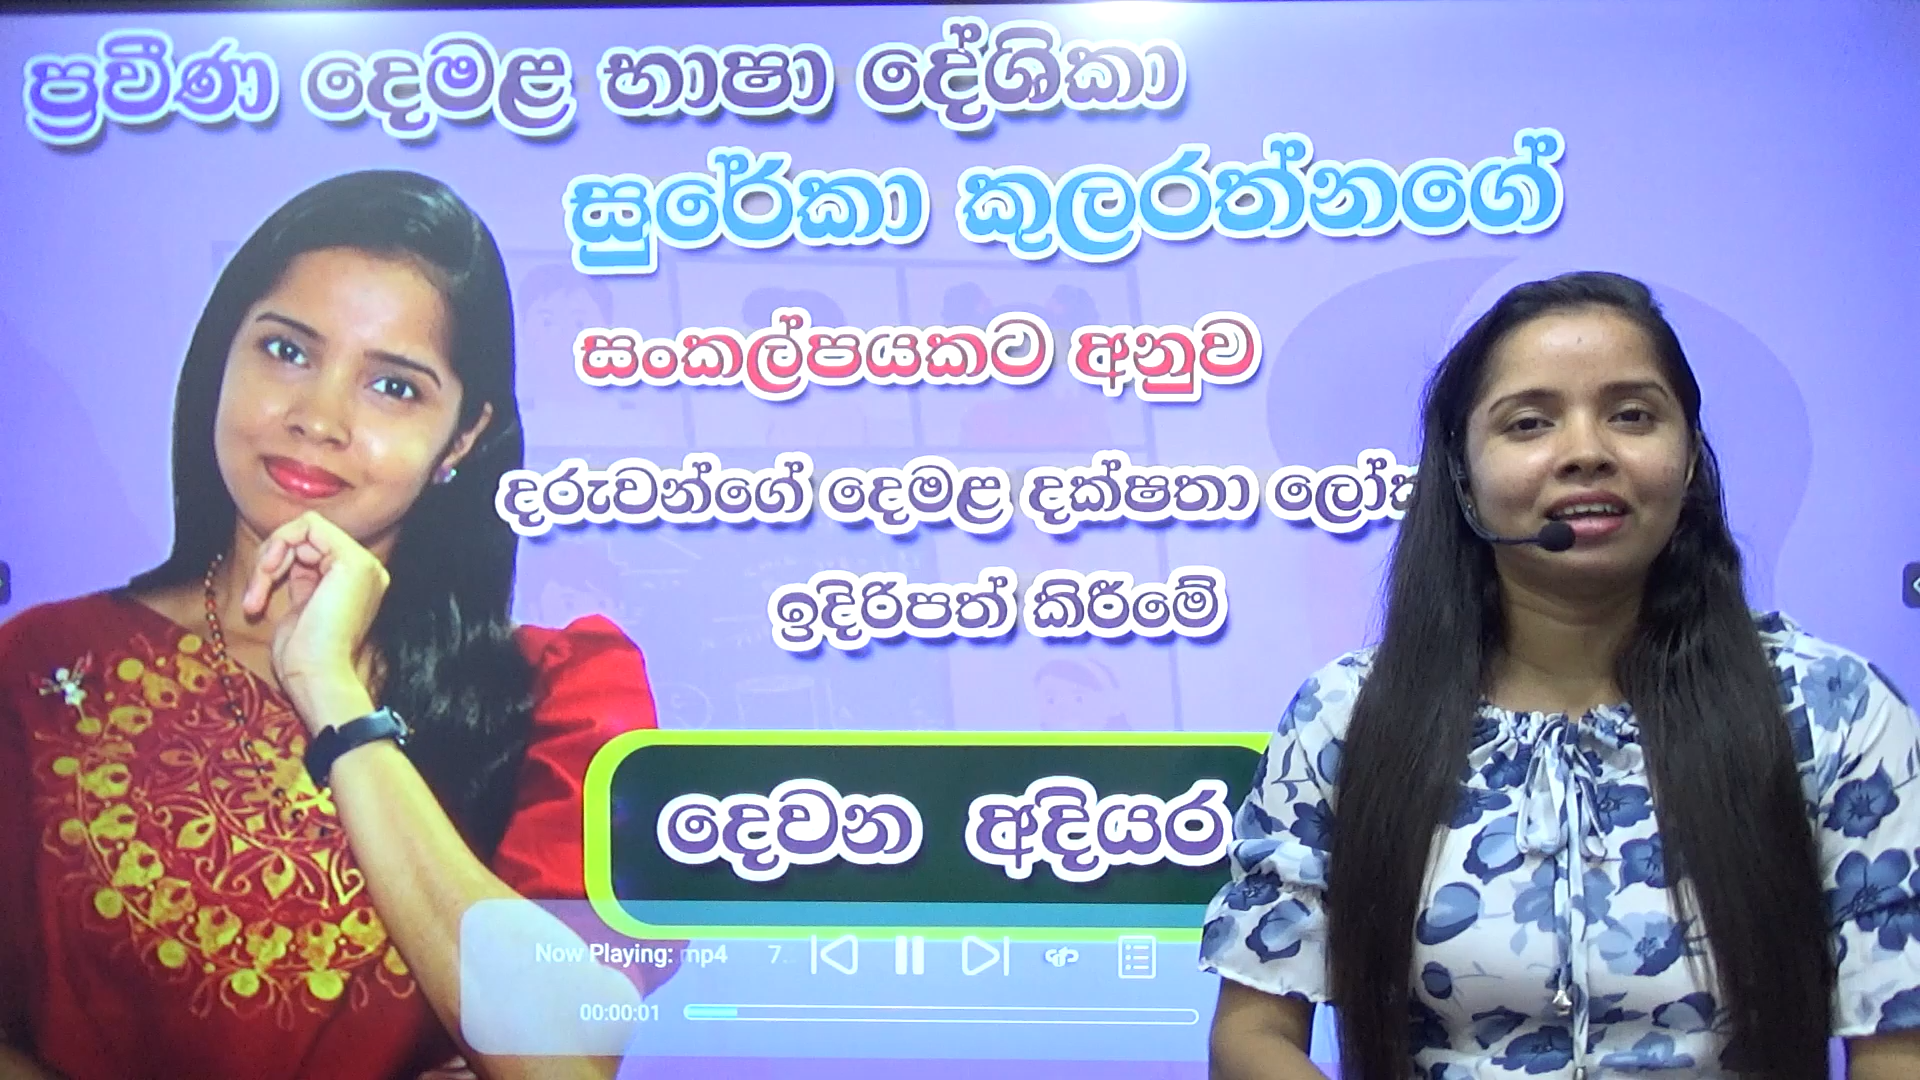 ප්‍රවීණ දෙමළ භාෂා දේශිකා
සුරේකා කුලරත්නගේ
සංකල්පයකට අනුව
දරුවන්ගේ දෙමළ දක්ෂතා
ඉදිරිපත් කිරීමේ
දෙවන අදියර
Now Playing: mp4 7..
00:00:01